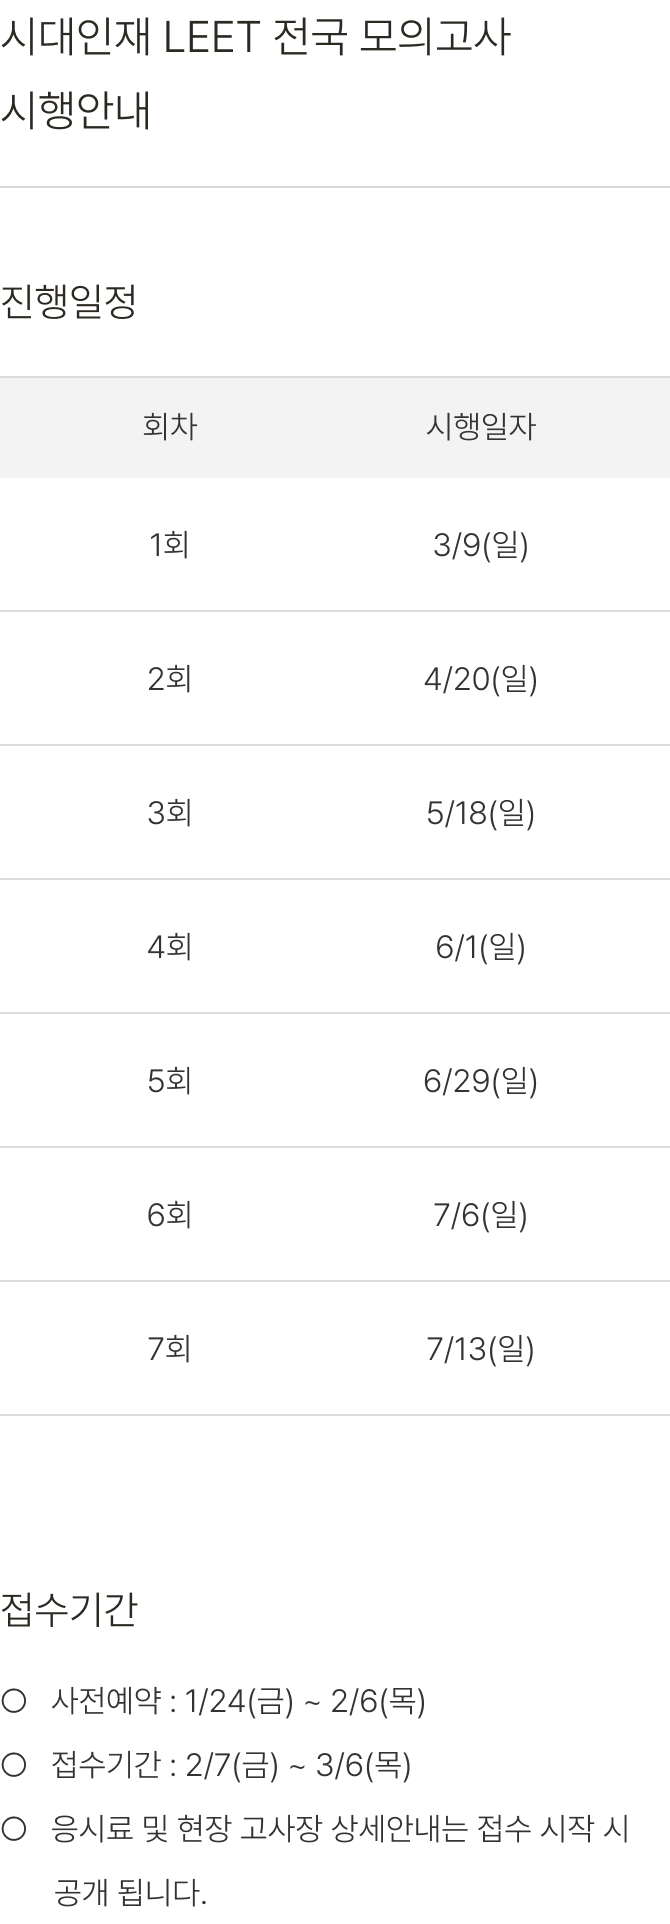 시대인재 LEET 전국 모의고사
시행안내
진행일정
회차 시행일자
1회 3/9(일)
2회 4/20(일)
3회 5/18(일)
4회 6/1(일)
5회 6/29(일)
6회 7/6(일)
7회 7/13(일)
접수기간
○ 사전예약 : 1/24(금) ~ 2/6(목)
○ 접수기간 : 2/7(금) ~ 3/6(목)
○ 응시료 및 현장 고사장 상세안내는 접수 시작 시
공개 됩니다.